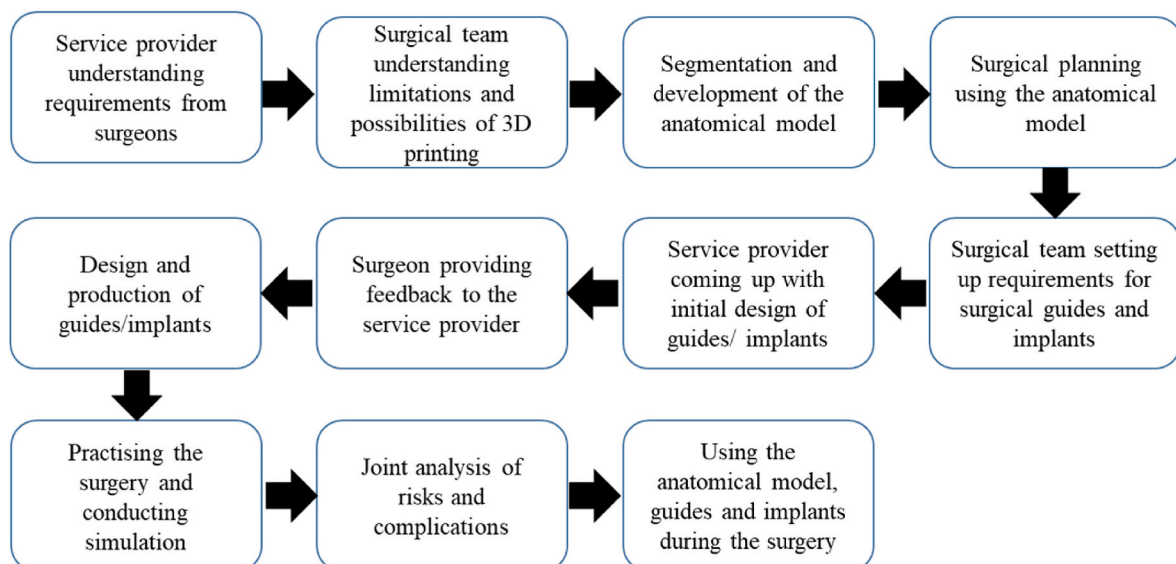 Service provider
understanding
requirements from
surgeons
Surgical team
understanding
limitations and
possibilities of 3D
printing
Segmentation and
development of the
anatomical model
Surgical planning
using the anatomical
model
Surgical team setting
up requirements for
surgical guides and
implants
Service provider
coming up with
initial design of
guides/ implants
Surgeon providing
feedback to the
service provider
Design and
production of
guides/implants
Practising the
surgery and
conducting
simulation
Joint analysis of
risks and
complications
Using the
anatomical model,
guides and implants
during the surgery